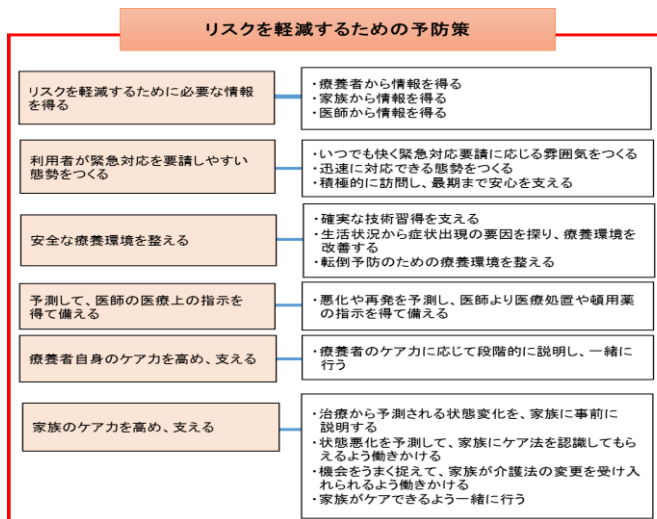 リスクを軽減するための予防策
リスクを軽減するために必要な情報
を得る
・療養者から情報を得る
・家族から情報を得る
・医師から情報を得る
利用者が緊急対応を要請しやすい
態勢をつくる
・いつでも快く緊急対応要請に応じる雰囲気をつくる
・迅速に対応できる態勢をつくる
・積極的に訪問し、最期まで安心を支える
安全な療養環境を整える
・確実な技術習得を支える
・生活状況から症状出現の要因を探り、療養環境を
改善する
・転倒予防のための療養環境を整える
予測して、医師の医療上の指示を
得て備える
・悪化や再発を予測し、医師より医療処置や頓用薬
の指示を得て備える
療養者自身のケア力を高め、支える
・療養者のケア力に応じて段階的に説明し、一緒に
行う
家族のケア力を高め、支える
・治療から予測される状態変化を、家族に事前に
説明する
・状態悪化を予測して、家族にケア法を認識してもら
えるよう働きかける
・機会をうまく捉えて、家族が介護法の変更を受け入
れられるよう働きかける
・家族がケアできるよう一緒に行う